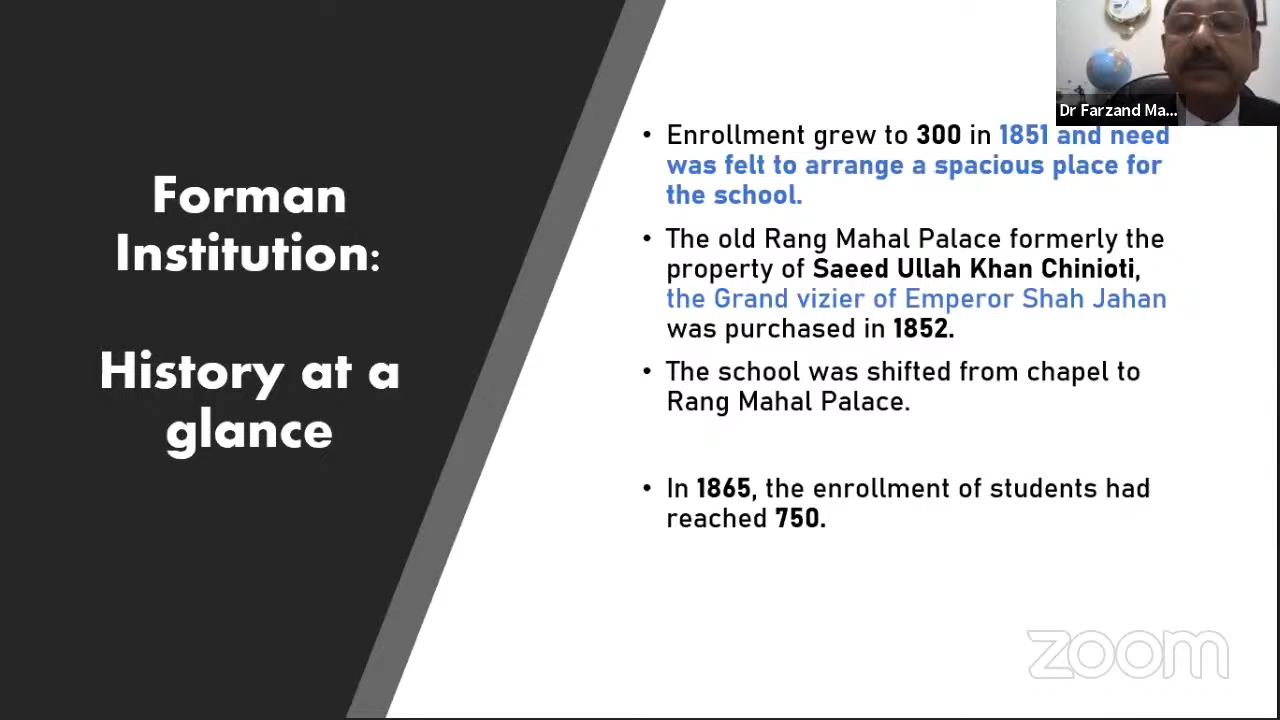 Forman
Institution:
History at a
glance
Dr Farzand Ma...
• Enrollment grew to 300 in 1851 and need
was felt to arrange a spacious place for
the school.
• The old Rang Mahal Palace formerly the
property of Saeed Ullah Khan Chinioti,
the Grand vizier of Emperor Shah Jahan
was purchased in 1852.
• The school was shifted from chapel to
Rang Mahal Palace.
• In 1865, the enrollment of students had
reached 750.
zoom